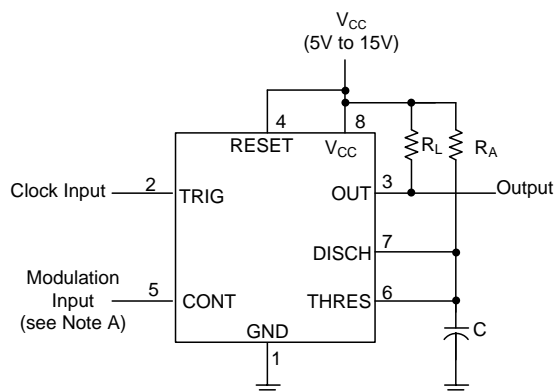 VCC
(5V to 15V)
4
8
RESET
VCC
RL
RA
Clock Input
2
TRIG
OUT
3
Output
DISCH
7
Modulation
Input
(see Note A)
5
CONT
THRES
6
GND
C
1